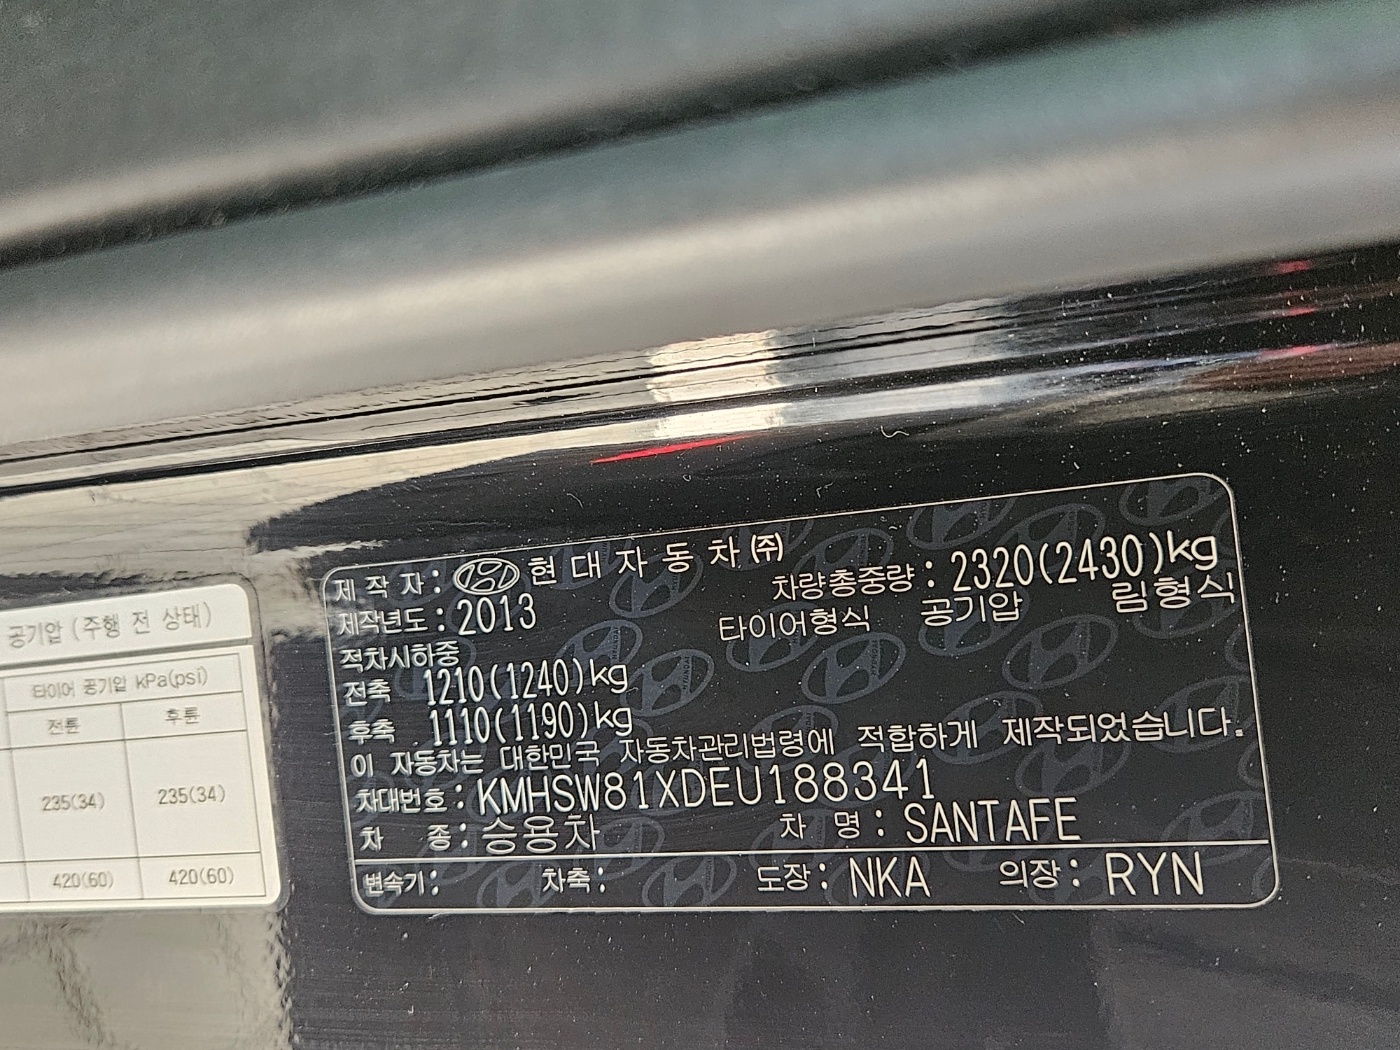 공기압 (주행 전 상태)
타이어 공기압 kPa(psi)
전륜 후륜
235(34) 235(34)
420(60) 420(60)
제작자 : 현대자동차(주)
차량총중량 : 2320(2430)kg
제작년도 : 2013
타이어형식 공기압 림형식
적차시하중
전축 1210(1240)kg
후축 1110(1190)kg
이 자동차는 대한민국 자동차관리법령에 적합하게 제작되었습니다.
차대번호 : KMHSW81XDEU188341
차 종 : 승용차 차 명 : SANTAFE
변속기 : 차축 : 도장 : NKA 의장 : RYN